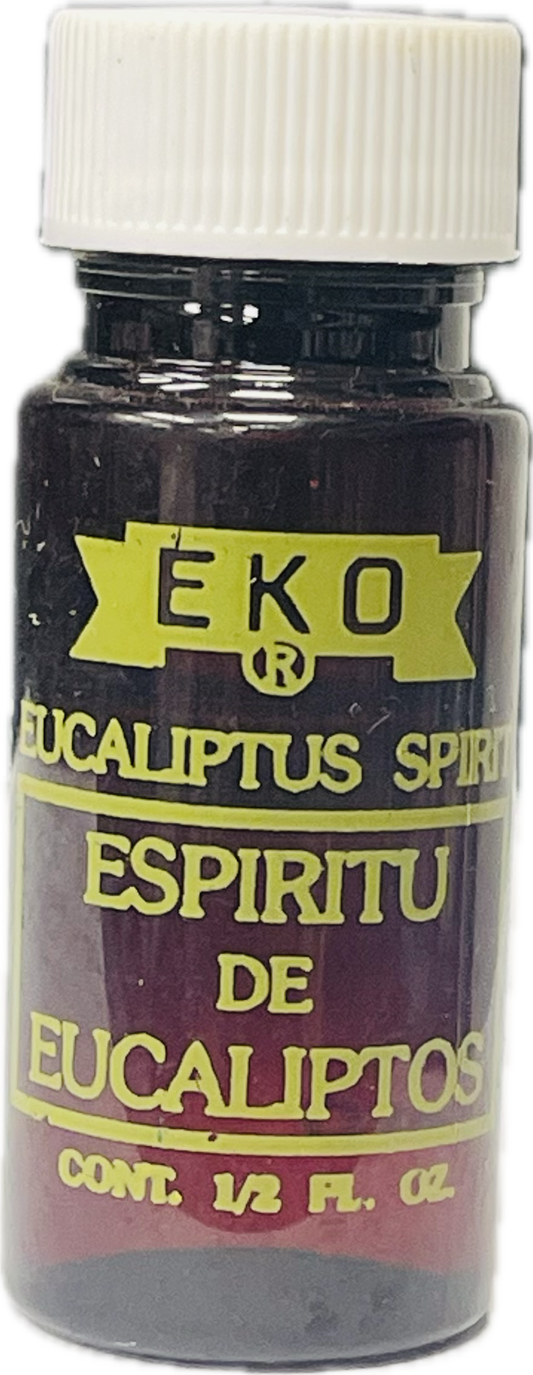 EKO
®
EUCALIPTUS SPIRIT
ESPIRITU
DE
EUCALIPTOS
CONT. 1/2 FL. OZ.